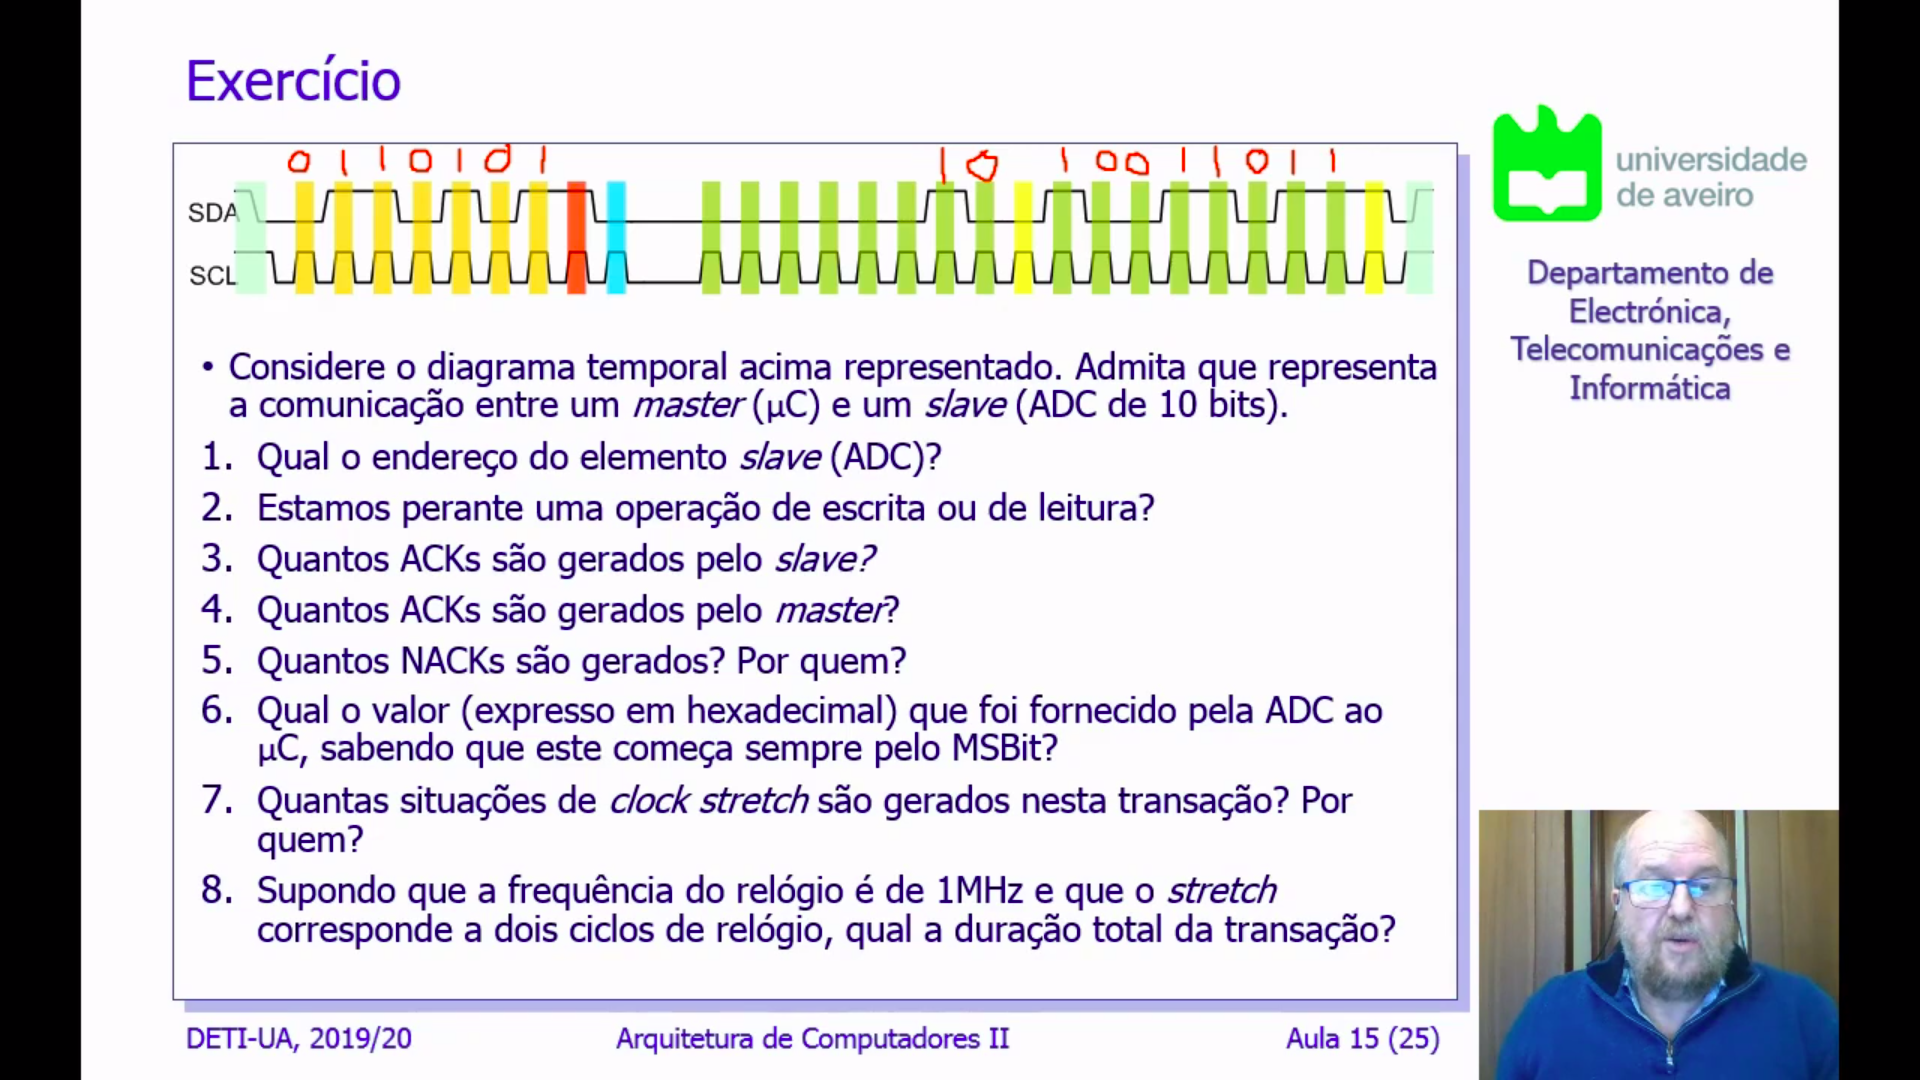 Exercício
0 1 1 0 1 0 1 1 0 1 0 0 1 1 0 1 1
SDA
SCL
• Considere o diagrama temporal acima representado. Admita que representa
a comunicação entre um master (µC) e um slave (ADC de 10 bits).
1. Qual o endereço do elemento slave (ADC)?
2. Estamos perante uma operação de escrita ou de leitura?
3. Quantos ACKs são gerados pelo slave?
4. Quantos ACKs são gerados pelo master?
5. Quantos NACKs são gerados? Por quem?
6. Qual o valor (expresso em hexadecimal) que foi fornecido pela ADC ao
µC, sabendo que este começa sempre pelo MSBit?
7. Quantas situações de clock stretch são gerados nesta transação? Por
quem?
8. Supondo que a frequência do relógio é de 1MHz e que o stretch
corresponde a dois ciclos de relógio, qual a duração total da transação?
DETI-UA, 2019/20 Arquitetura de Computadores II Aula 15 (25)
universidade
de aveiro
Departamento de
Electrónica,
Telecomunicações e
Informática